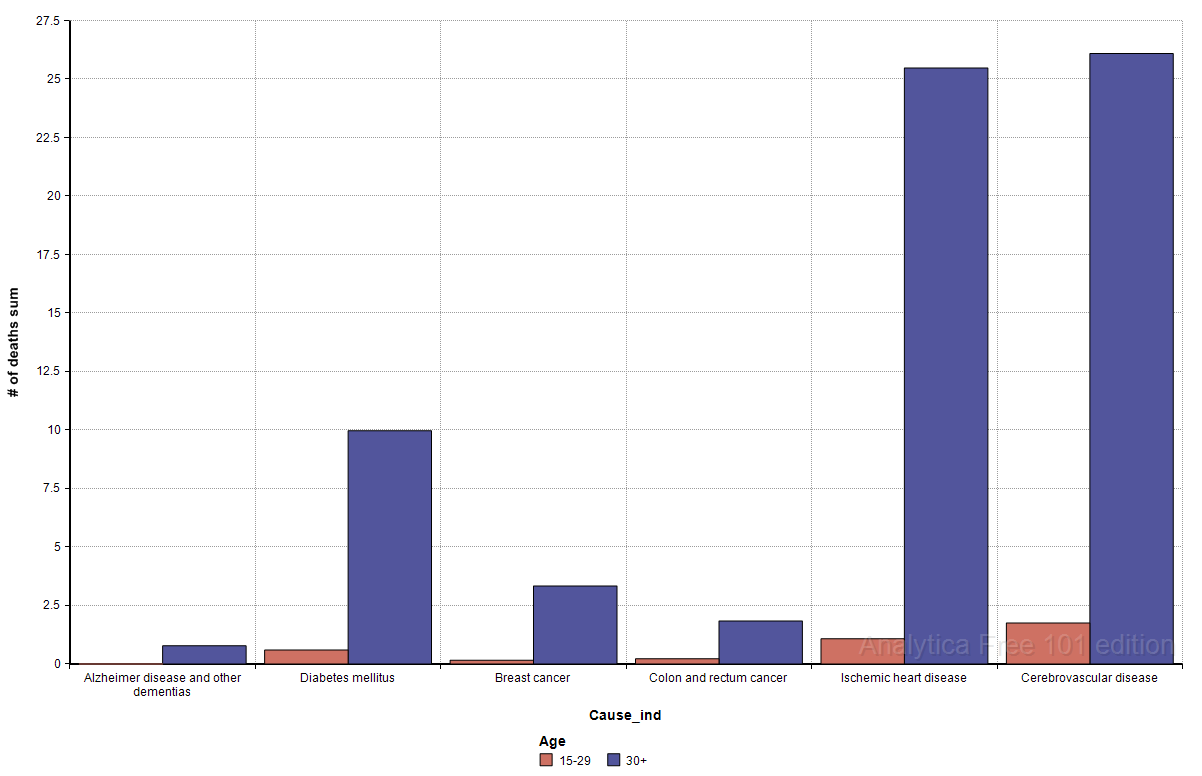 27.5
25
22.5
20
17.5
15
12.5
10
7.5
5
2.5
0
# of deaths sum
Analytica Free 101 edition
Alzheimer disease and other
dementias
Diabetes mellitus
Breast cancer
Colon and rectum cancer
Ischemic heart disease
Cerebrovascular disease
Cause_ind
Age
15-29
30+